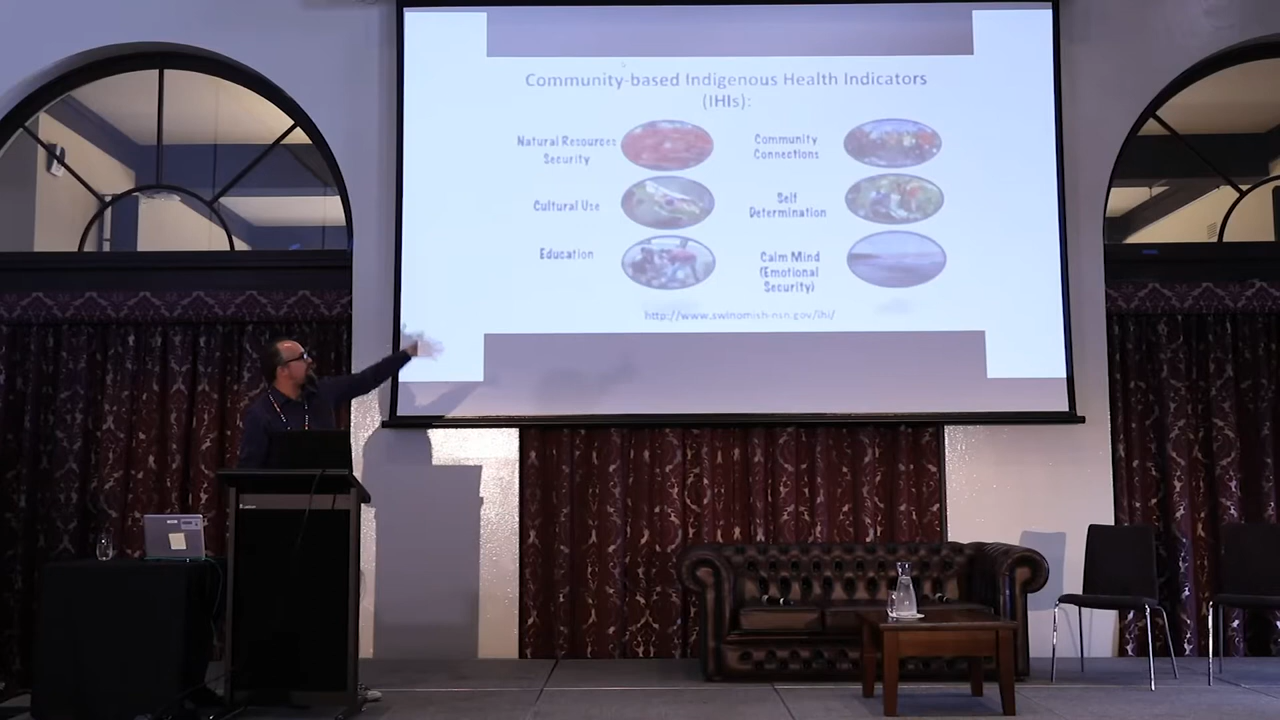 Community-based Indigenous Health Indicators
(IHIs):
Natural Resources
Security
Community
Connections
Cultural Use
Self
Determination
Education
Calm Mind
(Emotional
Security)
http://www.swinomish-nsn.gov/ihi/